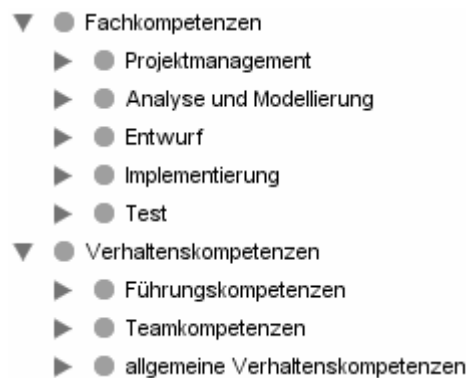 Fachkompetenzen
Projektmanagement
Analyse und Modellierung
Entwurf
Implementierung
Test
Verhaltenskompetenzen
Führungskompetenzen
Teamkompetenzen
allgemeine Verhaltenskompetenzen